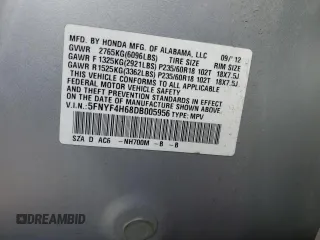 MFD. BY HONDA MFG. OF ALABAMA, LLC 09/12
GVWR 2765KG(6096LBS) TIRE SIZE RIM SIZE
GAWR F 1325KG(2921LBS) P235/60R18 102T 18X7.5J
GAWR R1525KG(3362LBS) P235/60R18 102T 18X7.5J
THIS VEHICLE CONFORMS TO ALL APPLICABLE
FEDERAL MOTOR VEHICLE SAFETY AND THEFT
PREVENTION STANDARDS IN EFFECT ON THE DATE
OF MANUFACTURE SHOWN ABOVE.
V.I.N.: 5FNYF4H68DB005956 TYPE: MPV
SZA D AC6 -NH700M -B -B
DREAMBID
DREAMBID.COM